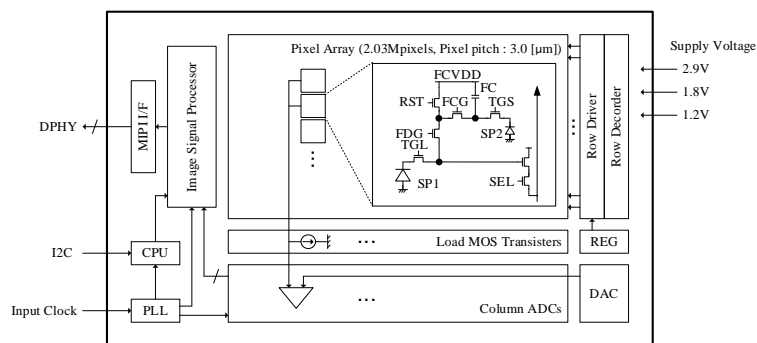 Pixel Array (2.03Mpixels, Pixel pitch : 3.0 [μm])
Supply Voltage
2.9V
1.8V
1.2V
FCVDD
FC
RST
FCG
TGS
FDG
SP2
TGL
SP1
SEL
Row Driver
Row Decorder
Image Signal Processor
MIPI I/F
DPHY
I2C
CPU
Load MOS Transisters
REG
Input Clock
PLL
Column ADCs
DAC